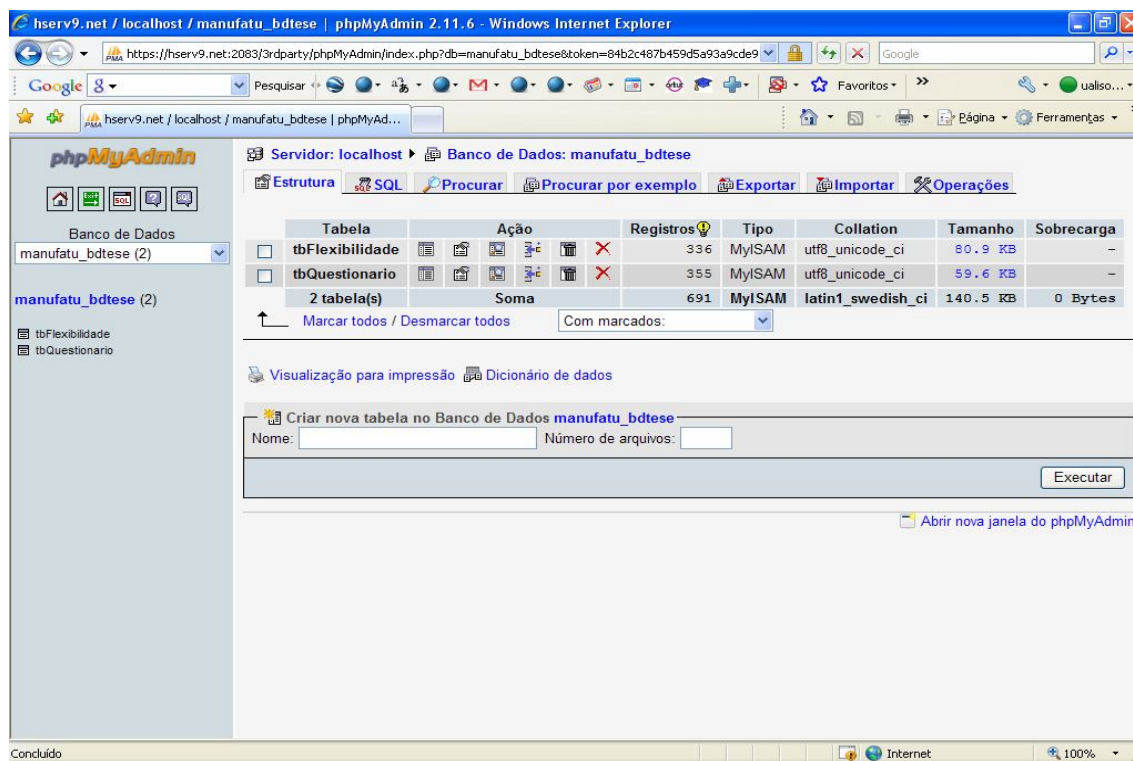 hserv9.net / localhost / manufatu_bdtese | phpMyAdmin 2.11.6 - Windows Internet Explorer
https://hserv9.net:2083/3rdparty/phpMyAdmin/index.php?db=manufatu_bdtese&token=84b2c487b459d5a93a9cde9 Google
Google Pesquisar Favoritos » ualiso...
hserv9.net / localhost / manufatu_bdtese | phpMyAd... Página Ferramentas
phpMyAdmin
SQL
Banco de Dados
manufatu_bdtese (2)
manufatu_bdtese (2)
tbFlexibilidade
tbQuestionario
Servidor: localhost Banco de Dados: manufatu_bdtese
Estrutura SQL Procurar Procurar por exemplo Exportar Importar Operações
Tabela Ação Registros Tipo Collation Tamanho Sobrecarga
tbFlexibilidade 336 MyISAM utf8_unicode_ci 80.9 KB -
tbQuestionario 355 MyISAM utf8_unicode_ci 59.6 KB -
2 tabela(s) Soma 691 MyISAM latin1_swedish_ci 140.5 KB 0 Bytes
Marcar todos / Desmarcar todos Com marcados:
Visualização para impressão Dicionário de dados
Criar nova tabela no Banco de Dados manufatu_bdtese
Nome: Número de arquivos:
Executar
Abrir nova janela do phpMyAdmin
Concluído Internet 100%